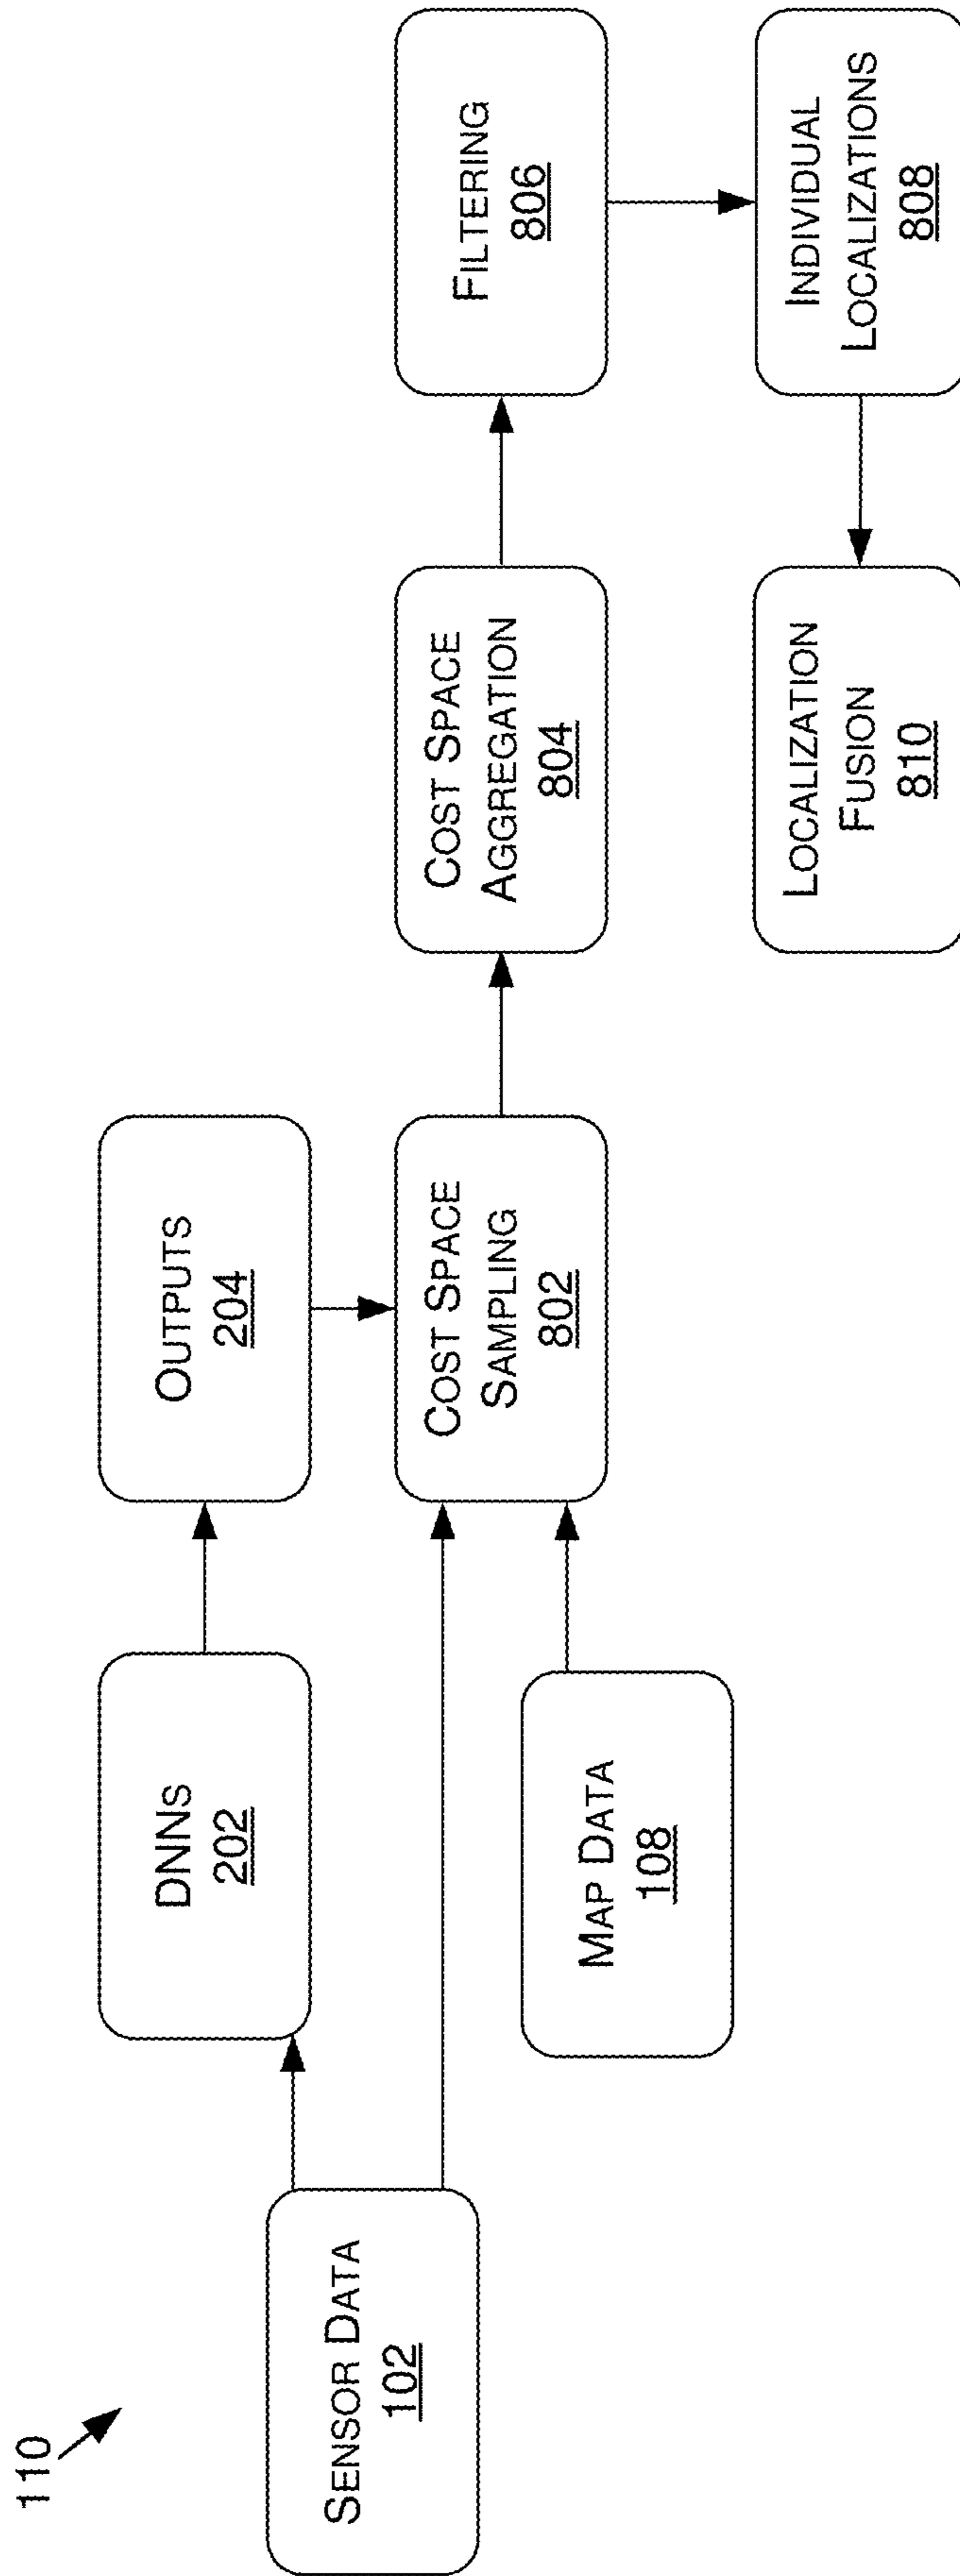 110
SENSOR DATA
102
DNNS
202
OUTPUTS
204
MAP DATA
108
COST SPACE
SAMPLING
802
COST SPACE
AGGREGATION
804
FILTERING
806
INDIVIDUAL
LOCALIZATIONS
808
LOCALIZATION
FUSION
810